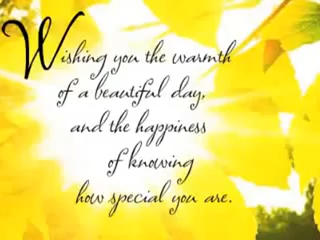 Wishing you the warmth
of a beautiful day,
and the happiness
of knowing
how special you are.